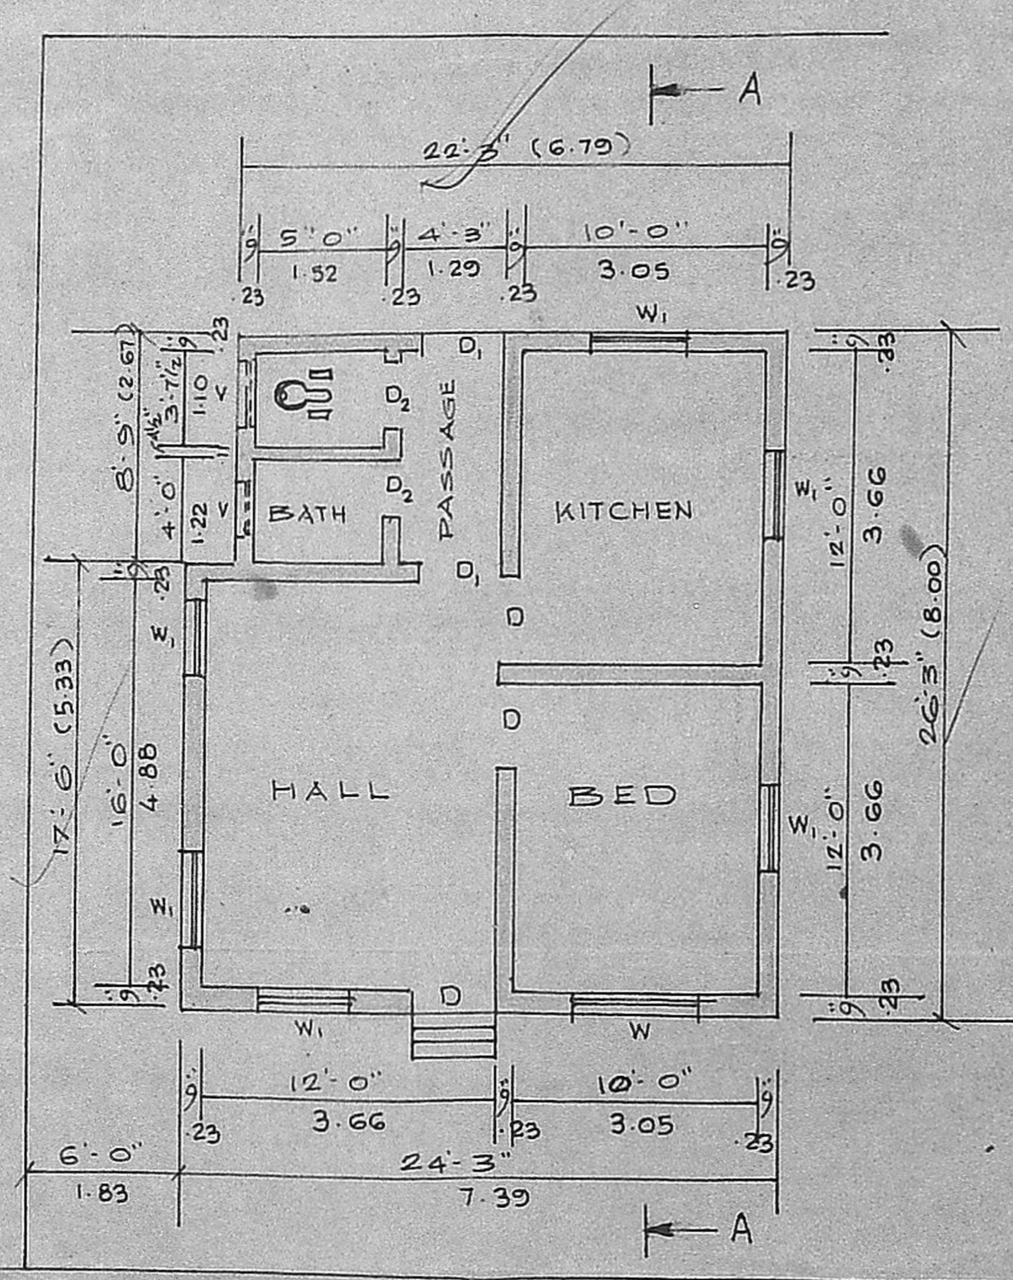 A
22'-3" (6.79)
9" 5"0" 9" 4'-3" 9" 10'-0" 9"
.23 1.52 .23 1.29 .23 3.05 .23
W1
9" .23
D1
9" .23
8'-9" (2.67)
3'-7½"
1.10
V
4½"
D2
PASSAGE
4'-0"
1.22
V
BATH
D2
KITCHEN
W1
12'-0"
3.66
9" .23
D1
W1
D
9" .23
26'-3" (8.00)
17'-6" (5.33)
16'-0"
4.88
D
HALL
BED
W1
12'-0"
3.66
W1
9" .23
D
9" .23
W1
W
9" 12'-0" 9" 10'-0" 9"
.23 3.66 .23 3.05 .23
6'-0"
1.83
24'-3"
7.39
A